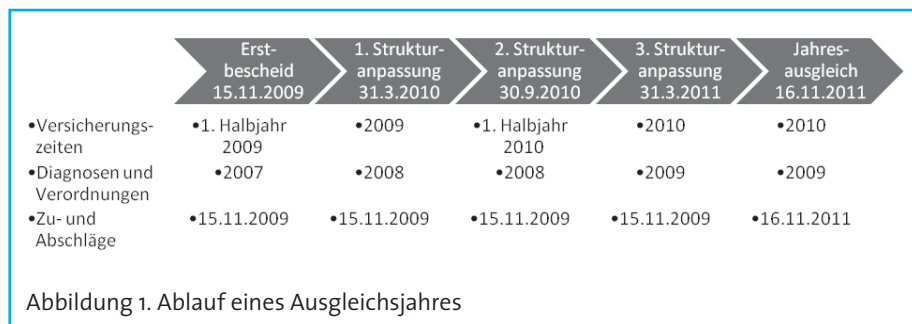 Erst-
bescheid
15.11.2009
1. Struktur-
anpassung
31.3.2010
2. Struktur-
anpassung
30.9.2010
3. Struktur-
anpassung
31.3.2011
Jahres-
ausgleich
16.11.2011
•Versicherungs-
zeiten
•1. Halbjahr
2009
•2009
•1. Halbjahr
2010
•2010
•2010
•Diagnosen und
Verordnungen
•2007
•2008
•2008
•2009
•2009
•Zu- und
Abschläge
•15.11.2009
•15.11.2009
•15.11.2009
•15.11.2009
•16.11.2011
Abbildung 1. Ablauf eines Ausgleichsjahres